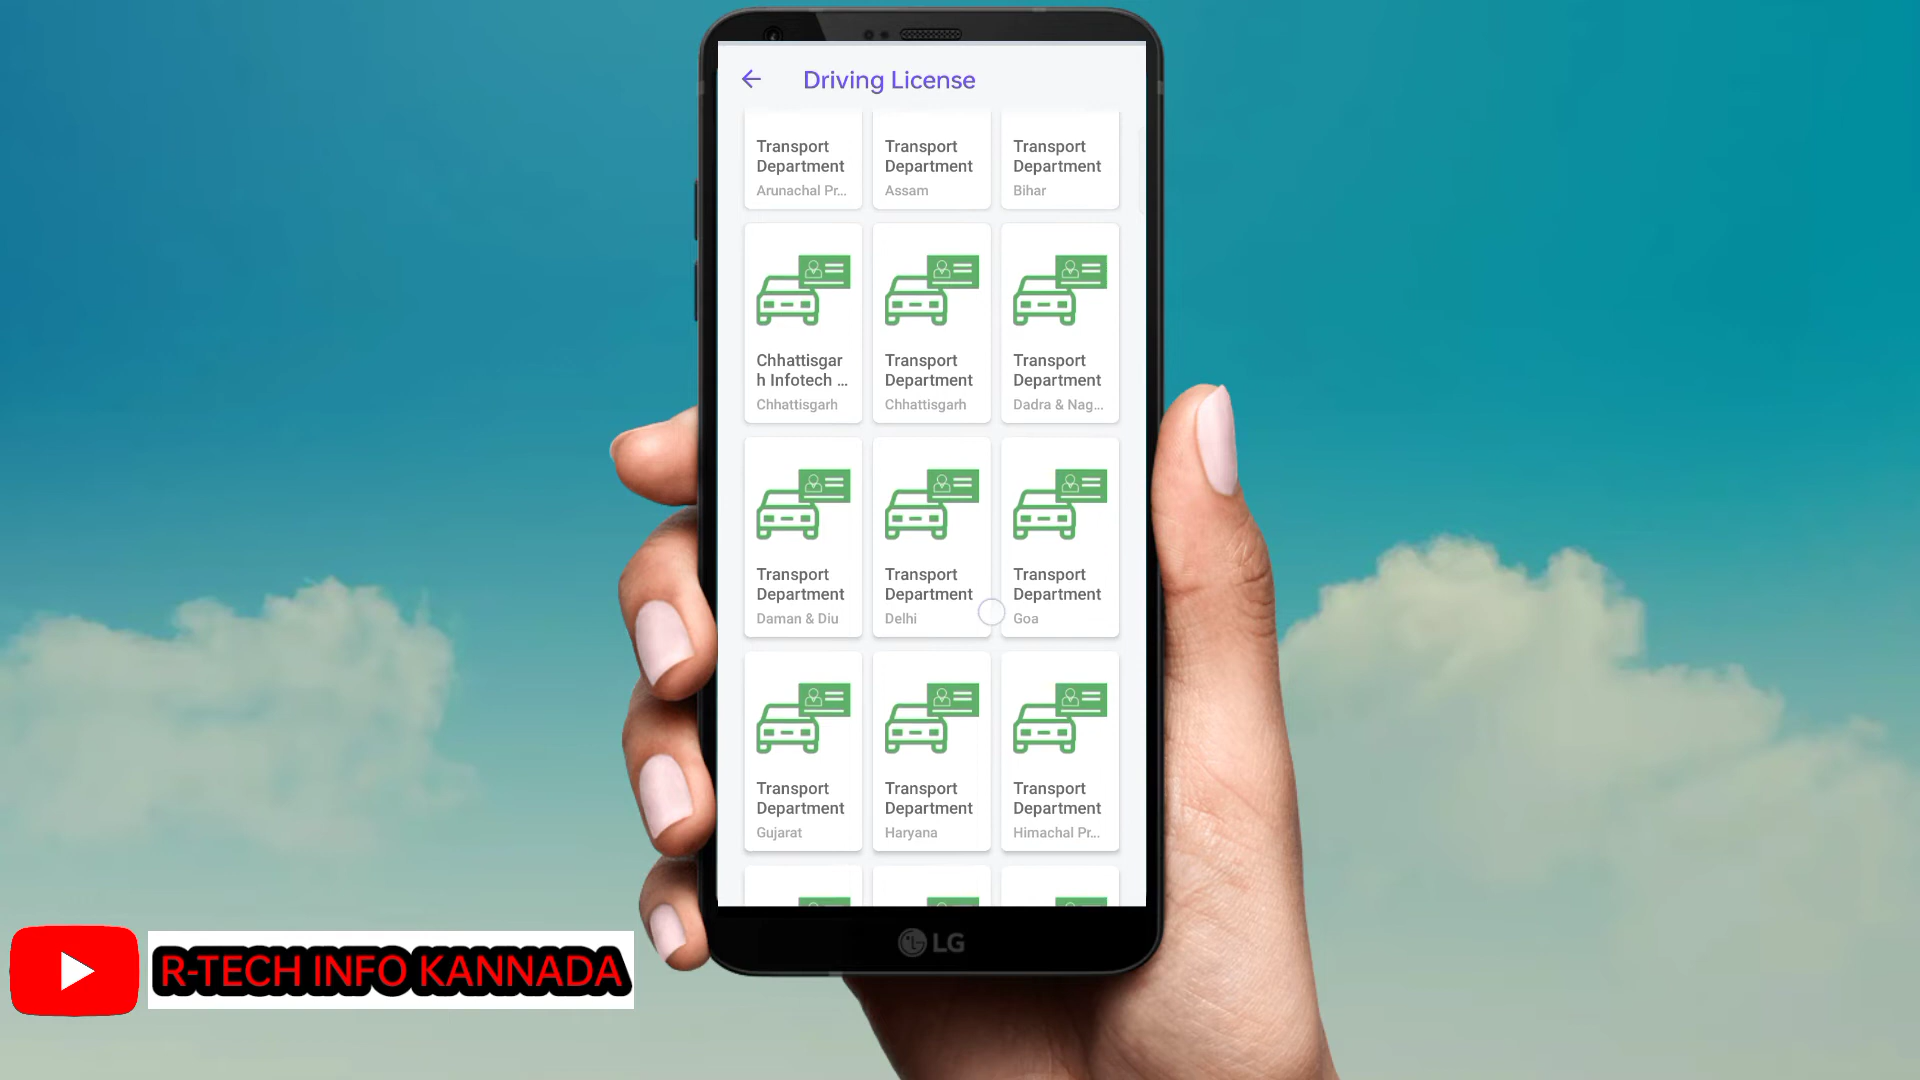 Driving License
Transport
Department
Arunachal Pr...
Transport
Department
Assam
Transport
Department
Bihar
Chhattisgar
h Infotech ...
Chhattisgarh
Transport
Department
Chhattisgarh
Transport
Department
Dadra & Nag...
Transport
Department
Daman & Diu
Transport
Department
Delhi
Transport
Department
Goa
Transport
Department
Gujarat
Transport
Department
Haryana
Transport
Department
Himachal Pr...
LG
R-TECH INFO KANNADA